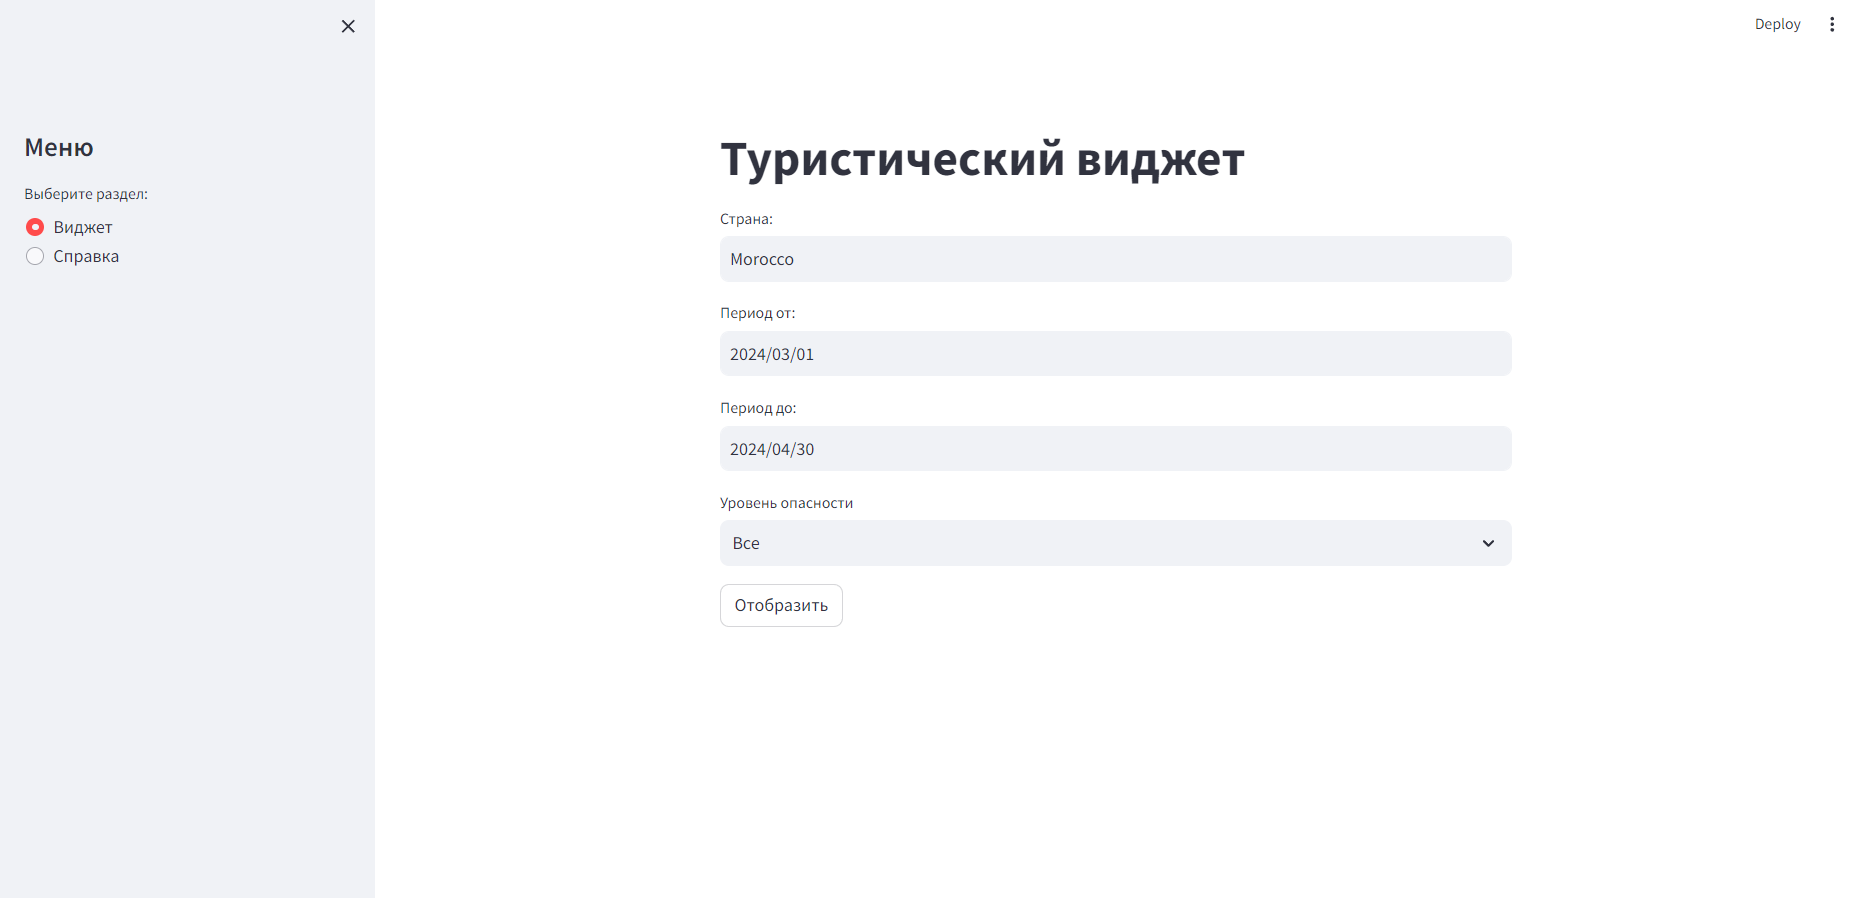 Deploy
Меню
Выберите раздел:
Виджет
Справка
Туристический виджет
Страна:
Morocco
Период от:
2024/03/01
Период до:
2024/04/30
Уровень опасности
Все
Отобразить